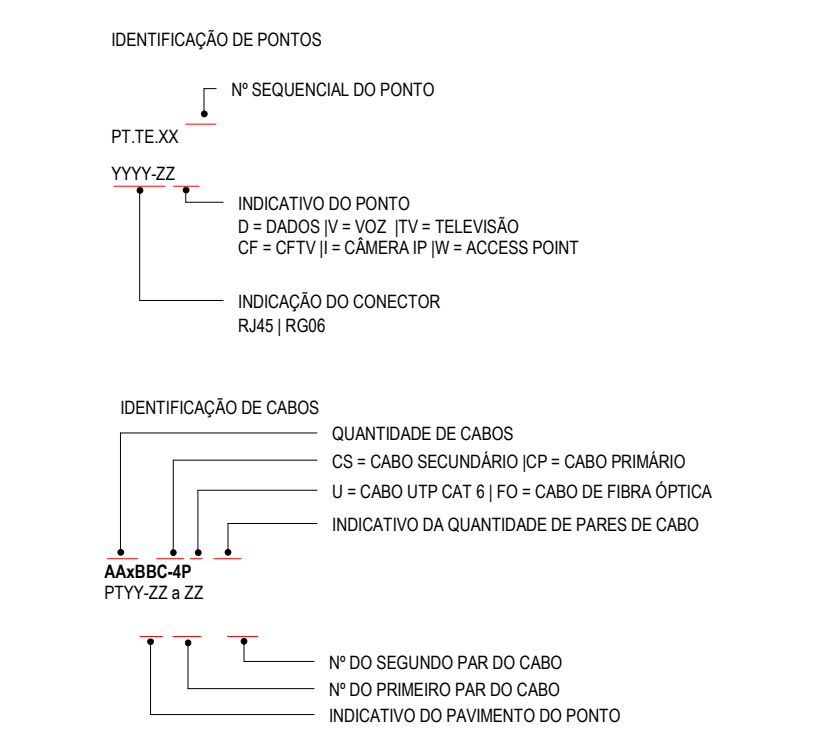 IDENTIFICAÇÃO DE PONTOS
Nº SEQUENCIAL DO PONTO
PT.TE.XX
YYYY-ZZ
INDICATIVO DO PONTO
D = DADOS |V = VOZ |TV = TELEVISÃO
CF = CFTV |I = CÂMERA IP |W = ACCESS POINT
INDICAÇÃO DO CONECTOR
RJ45 | RG06
IDENTIFICAÇÃO DE CABOS
QUANTIDADE DE CABOS
CS = CABO SECUNDÁRIO |CP = CABO PRIMÁRIO
U = CABO UTP CAT 6 | FO = CABO DE FIBRA ÓPTICA
INDICATIVO DA QUANTIDADE DE PARES DE CABO
AAxBBC-4P
PTYY-ZZ a ZZ
Nº DO SEGUNDO PAR DO CABO
Nº DO PRIMEIRO PAR DO CABO
INDICATIVO DO PAVIMENTO DO PONTO